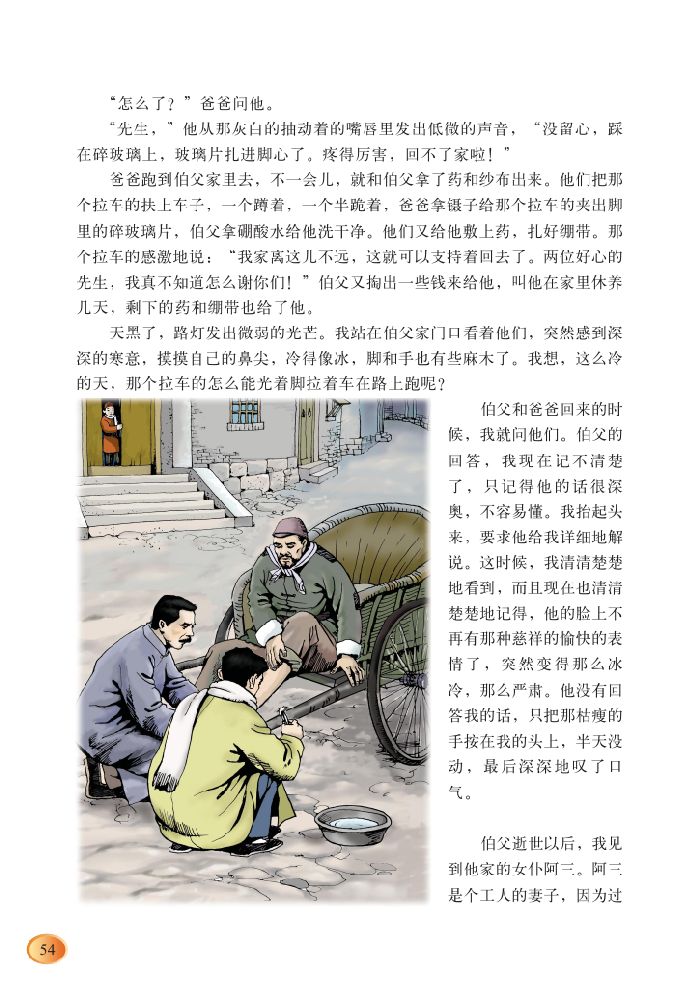 “怎么了？”爸爸问他。
“先生，”他从那灰白的抽动着的嘴唇里发出低微的声音，“没留心，踩
在碎玻璃上，玻璃片扎进脚心了。疼得厉害，回不了家啦！”
爸爸跑到伯父家里去，不一会儿，就和伯父拿了药和纱布出来。他们把那
个拉车的扶上车子，一个蹲着，一个半跪着，爸爸拿镊子给那个拉车的夹出脚
里的碎玻璃片，伯父拿硼酸水给他洗干净。他们又给他敷上药，扎好绷带。那
个拉车的感激地说：“我家离这儿不远，这就可以支持着回去了。两位好心的
先生，我真不知道怎么谢你们！”伯父又掏出一些钱来给他，叫他在家里休养
几天，剩下的药和绷带也给了他。
天黑了，路灯发出微弱的光芒。我站在伯父家门口看着他们，突然感到深
深的寒意，摸摸自己的鼻尖，冷得像冰，脚和手也有些麻木了。我想，这么冷
的天，那个拉车的怎么能光着脚拉着车在路上跑呢？
伯父和爸爸回来的时
候，我就问他们。伯父的
回答，我现在记不清楚
了，只记得他的话很深
奥，不容易懂。我抬起头
来，要求他给我详细地解
说。这时候，我清清楚楚
地看到，而且现在也清清
楚楚地记得，他的脸上不
再有那种慈祥的愉快的表
情了，突然变得那么冰
冷，那么严肃。他没有回
答我的话，只把那枯瘦的
手按在我的头上，半天没
动，最后深深地叹了口
气。
伯父逝世以后，我见
到他家的女仆阿三。阿三
是个工人的妻子，因为过
54